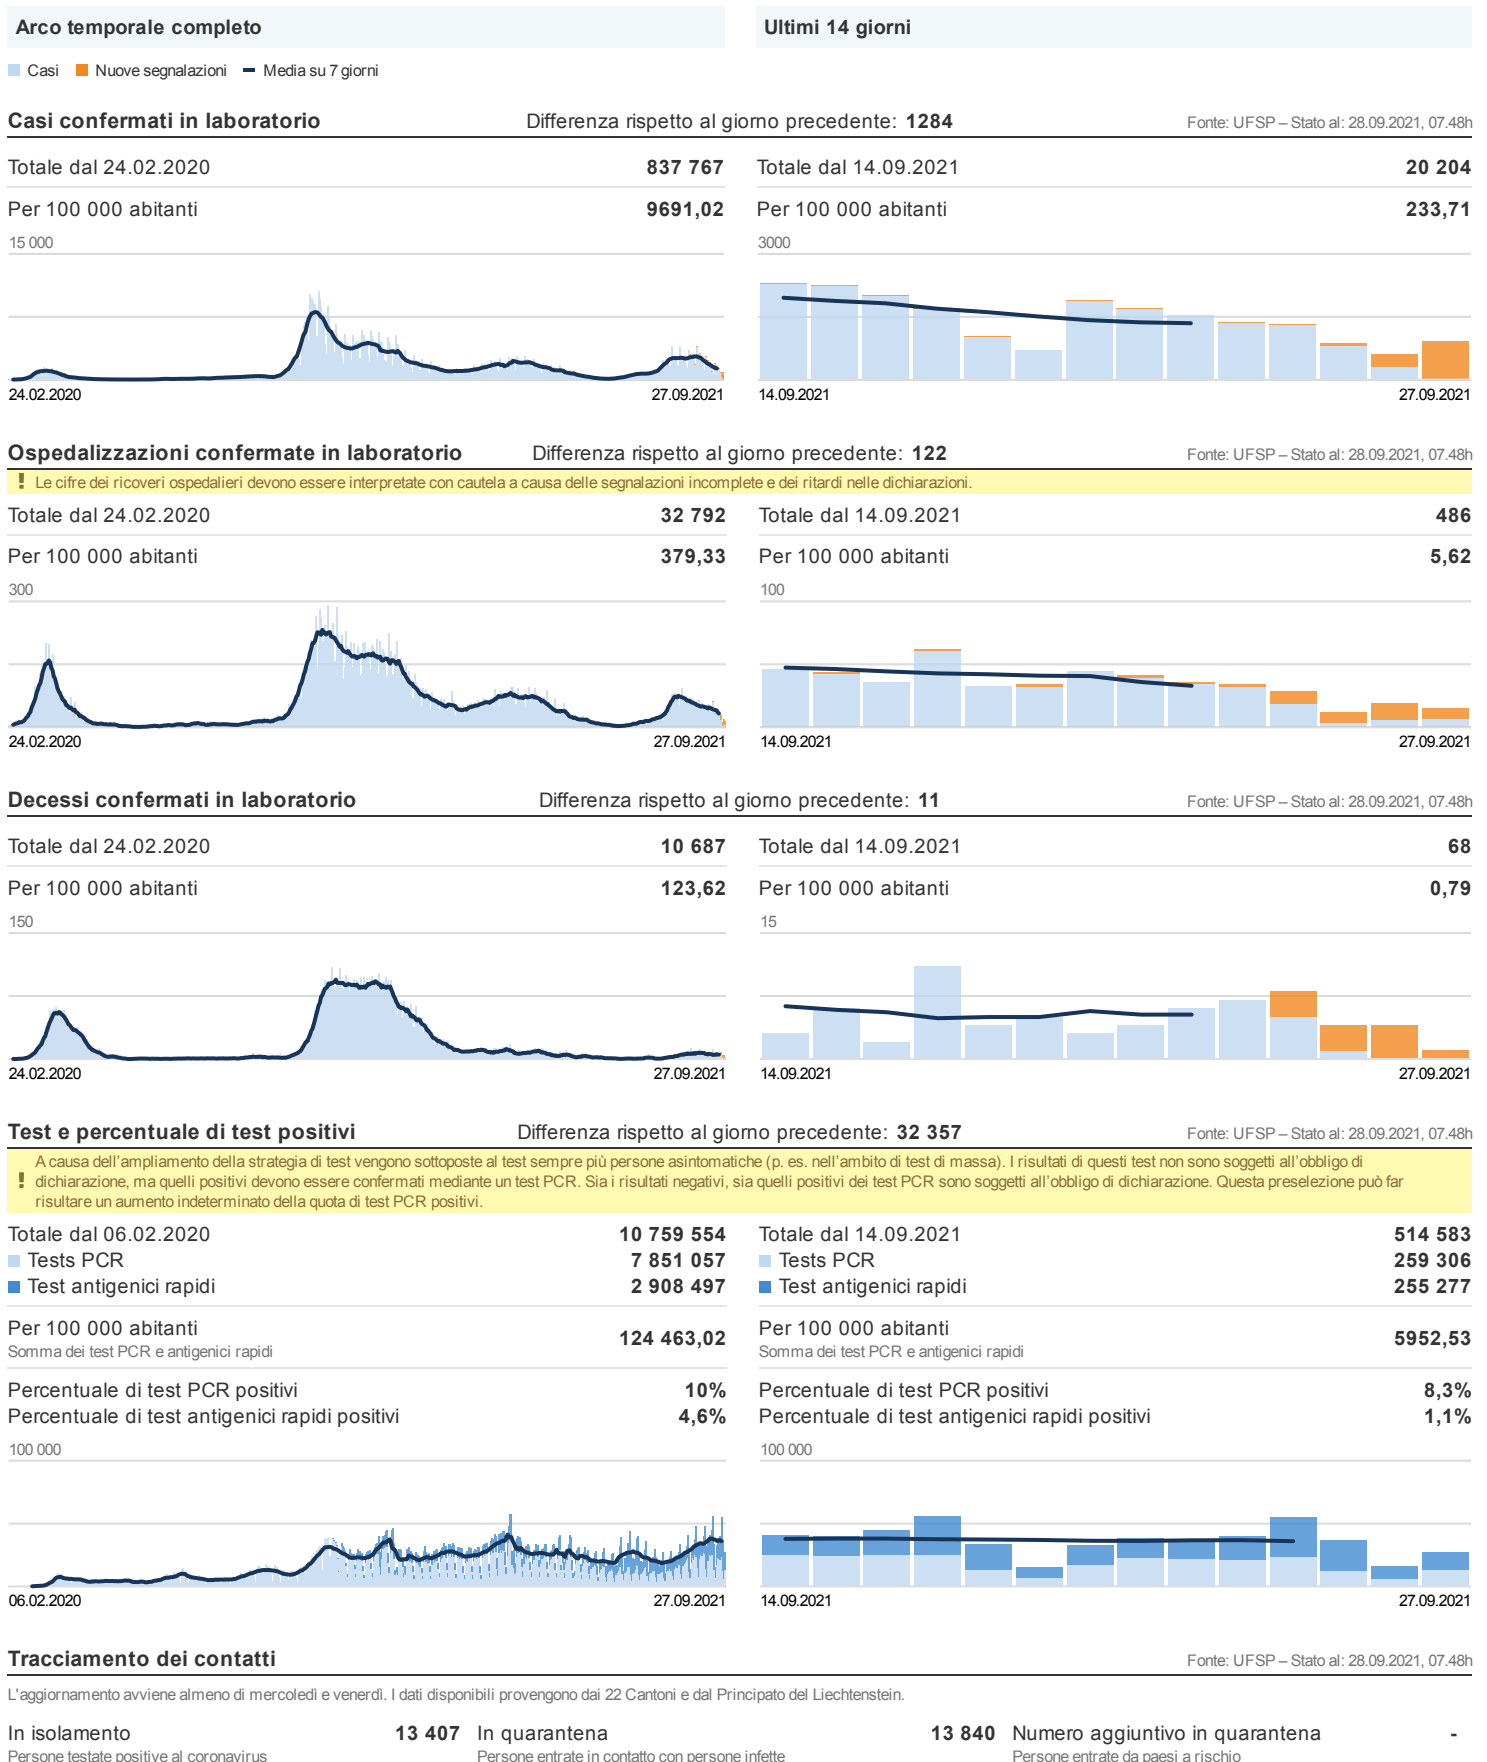 Arco temporale completo
Ultimi 14 giorni
Casi Nuove segnalazioni Media su 7 giorni
Casi confermati in laboratorio Differenza rispetto al giorno precedente: 1284 Fonte: UFSP – Stato al: 28.09.2021, 07.48h
Totale dal 24.02.2020 837 767
Per 100 000 abitanti 9691,02
15 000
24.02.2020 27.09.2021
Totale dal 14.09.2021 20 204
Per 100 000 abitanti 233,71
3000
14.09.2021 27.09.2021
Ospedalizzazioni confermate in laboratorio Differenza rispetto al giorno precedente: 122 Fonte: UFSP – Stato al: 28.09.2021, 07.48h
! Le cifre dei ricoveri ospedalieri devono essere interpretate con cautela a causa delle segnalazioni incomplete e dei ritardi nelle dichiarazioni.
Totale dal 24.02.2020 32 792
Per 100 000 abitanti 379,33
300
24.02.2020 27.09.2021
Totale dal 14.09.2021 486
Per 100 000 abitanti 5,62
100
14.09.2021 27.09.2021
Decessi confermati in laboratorio Differenza rispetto al giorno precedente: 11 Fonte: UFSP – Stato al: 28.09.2021, 07.48h
Totale dal 24.02.2020 10 687
Per 100 000 abitanti 123,62
150
24.02.2020 27.09.2021
Totale dal 14.09.2021 68
Per 100 000 abitanti 0,79
15
14.09.2021 27.09.2021
Test e percentuale di test positivi Differenza rispetto al giorno precedente: 32 357 Fonte: UFSP – Stato al: 28.09.2021, 07.48h
A causa dell'ampliamento della strategia di test vengono sottoposte al test sempre più persone asintomatiche (p. es. nell'ambito di test di massa). I risultati di questi test non sono soggetti all'obbligo di
! dichiarazione, ma quelli positivi devono essere confermati mediante un test PCR. Sia i risultati negativi, sia quelli positivi dei test PCR sono soggetti all'obbligo di dichiarazione. Questa preselezione può far
risultare un aumento indeterminato della quota di test PCR positivi.
Totale dal 06.02.2020 10 759 554
Tests PCR 7 851 057
Test antigenici rapidi 2 908 497
Per 100 000 abitanti 124 463,02
Somma dei test PCR e antigenici rapidi
Percentuale di test PCR positivi 10%
Percentuale di test antigenici rapidi positivi 4,6%
100 000
06.02.2020 27.09.2021
Totale dal 14.09.2021 514 583
Tests PCR 259 306
Test antigenici rapidi 255 277
Per 100 000 abitanti 5952,53
Somma dei test PCR e antigenici rapidi
Percentuale di test PCR positivi 8,3%
Percentuale di test antigenici rapidi positivi 1,1%
100 000
14.09.2021 27.09.2021
Tracciamento dei contatti Fonte: UFSP – Stato al: 28.09.2021, 07.48h
L'aggiornamento avviene almeno di mercoledì e venerdì. I dati disponibili provengono dai 22 Cantoni e dal Principato del Liechtenstein.
In isolamento 13 407 In quarantena 13 840 Numero aggiuntivo in quarantena -
Persone testate positive al coronavirus Persone entrate in contatto con persone infette Persone entrate da paesi a rischio